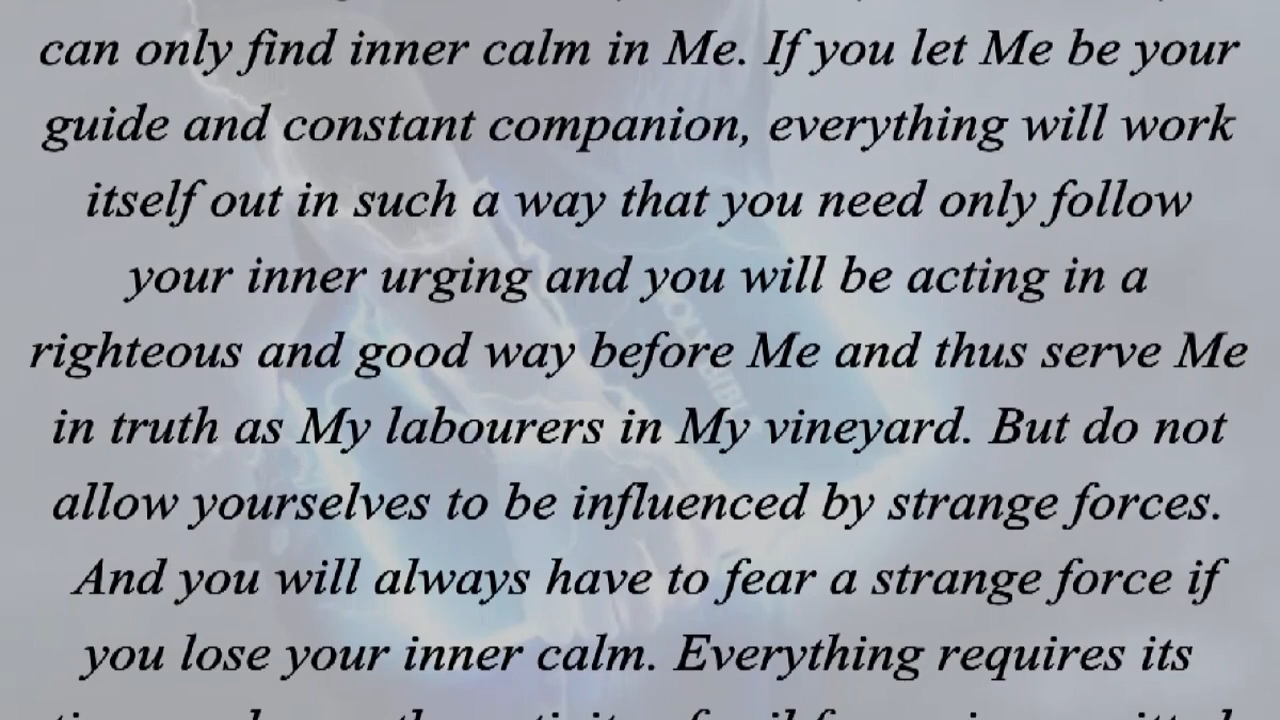 can only find inner calm in Me. If you let Me be your
guide and constant companion, everything will work
itself out in such a way that you need only follow
your inner urging and you will be acting in a
righteous and good way before Me and thus serve Me
in truth as My labourers in My vineyard. But do not
allow yourselves to be influenced by strange forces.
And you will always have to fear a strange force if
you lose your inner calm. Everything requires its